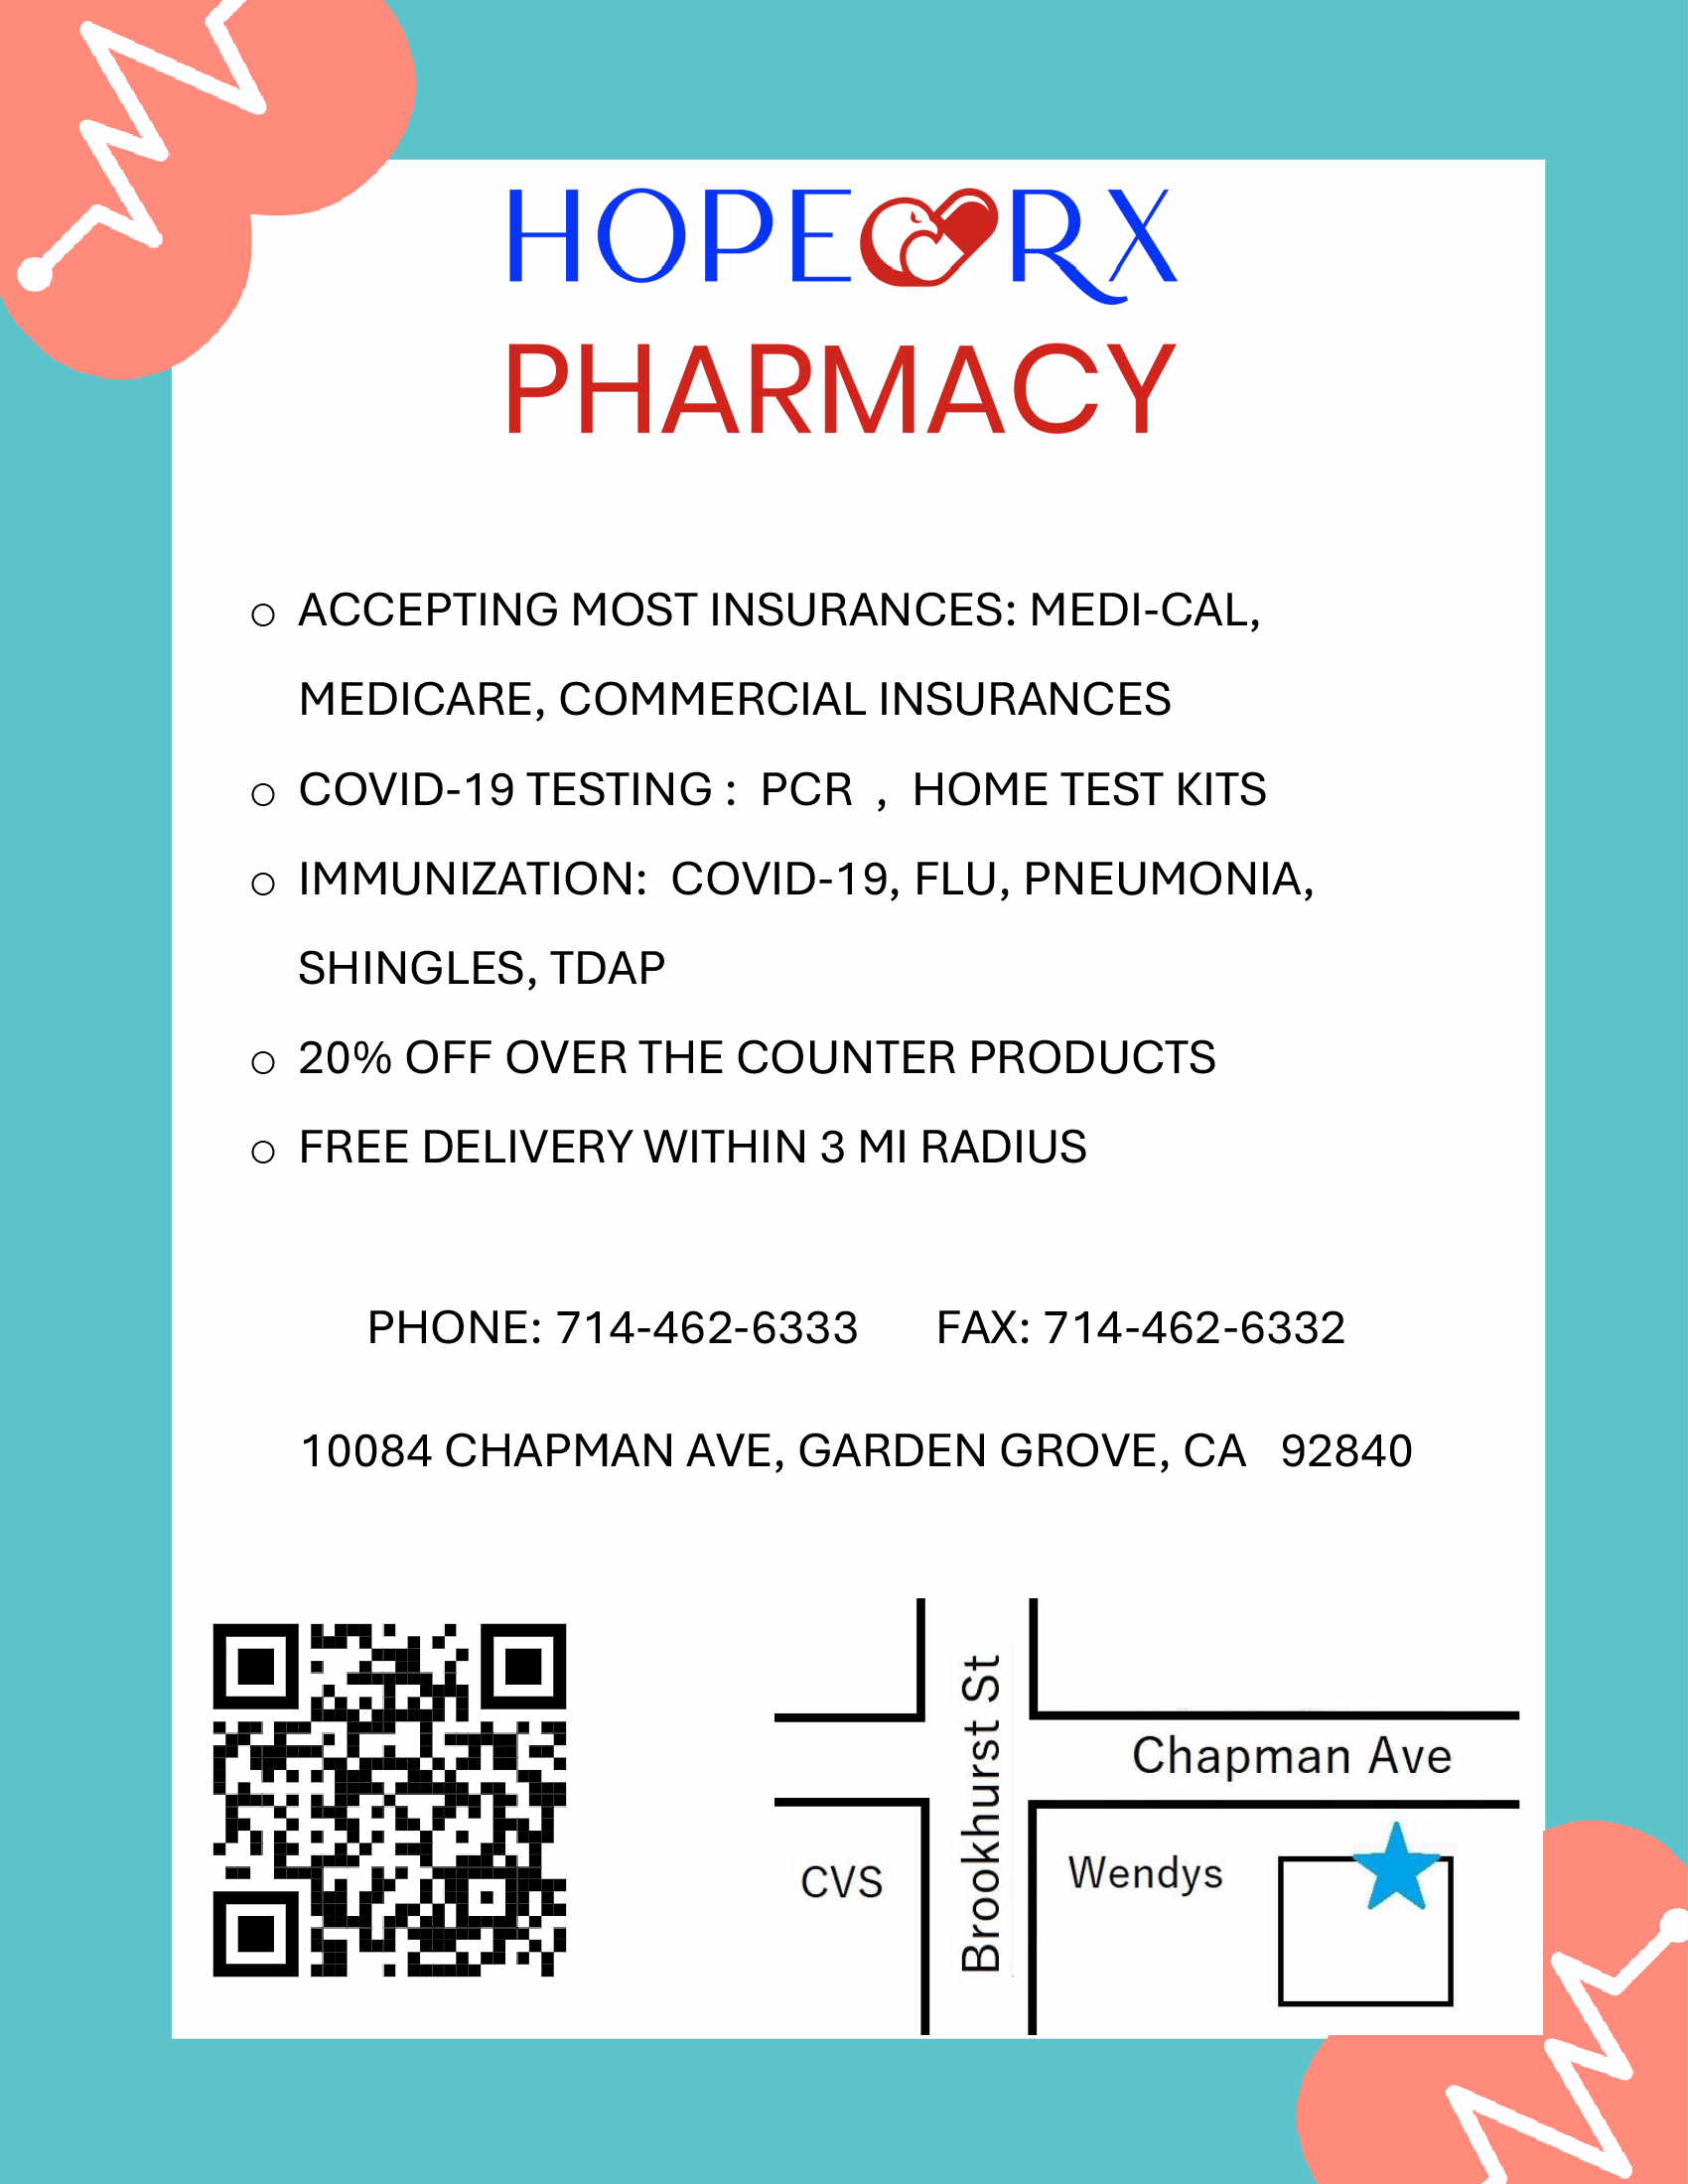 HOPE RX
PHARMACY
○ ACCEPTING MOST INSURANCES: MEDI-CAL,
MEDICARE, COMMERCIAL INSURANCES
○ COVID-19 TESTING : PCR , HOME TEST KITS
○ IMMUNIZATION: COVID-19, FLU, PNEUMONIA,
SHINGLES, TDAP
○ 20% OFF OVER THE COUNTER PRODUCTS
○ FREE DELIVERY WITHIN 3 MI RADIUS
PHONE: 714-462-6333 FAX: 714-462-6332
10084 CHAPMAN AVE, GARDEN GROVE, CA 92840
Brookhurst St
Chapman Ave
CVS
Wendys